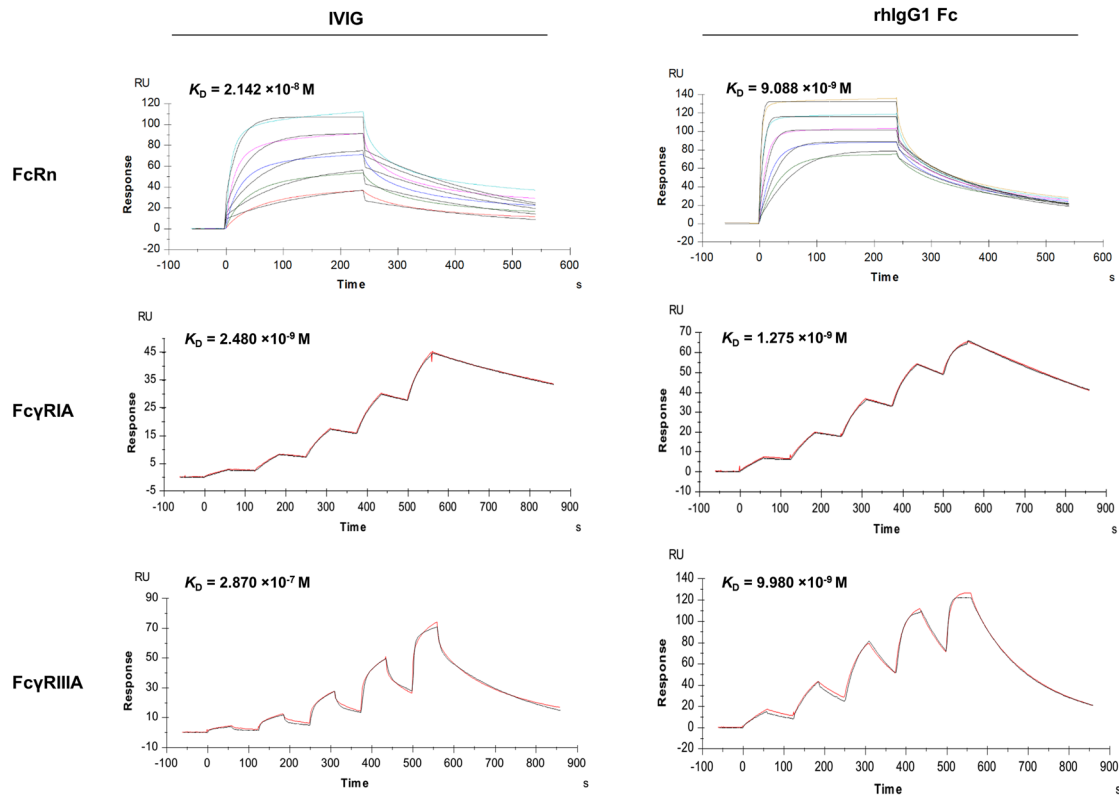 IVIG
rhIgG1 Fc
FcRn
RU
K_D = 2.142 ×10⁻⁸ M
120
100
80
60
40
20
0
-20
Response
-100 0 100 200 300 400 500 600
Time
s
RU
K_D = 9.088 ×10⁻⁹ M
140
120
100
80
60
40
20
0
-20
Response
-100 0 100 200 300 400 500 600
Time
s
FcγRIA
RU
K_D = 2.480 ×10⁻⁹ M
45
35
25
15
5
-5
Response
-100 0 100 200 300 400 500 600 700 800 900
Time
s
RU
K_D = 1.275 ×10⁻⁹ M
70
60
50
40
30
20
10
0
-10
Response
-100 0 100 200 300 400 500 600 700 800 900
Time
s
FcγRIIIA
RU
K_D = 2.870 ×10⁻⁷ M
90
70
50
30
10
-10
Response
-100 0 100 200 300 400 500 600 700 800 900
Time
s
RU
K_D = 9.980 ×10⁻⁹ M
140
120
100
80
60
40
20
0
-20
Response
-100 0 100 200 300 400 500 600 700 800 900
Time
s